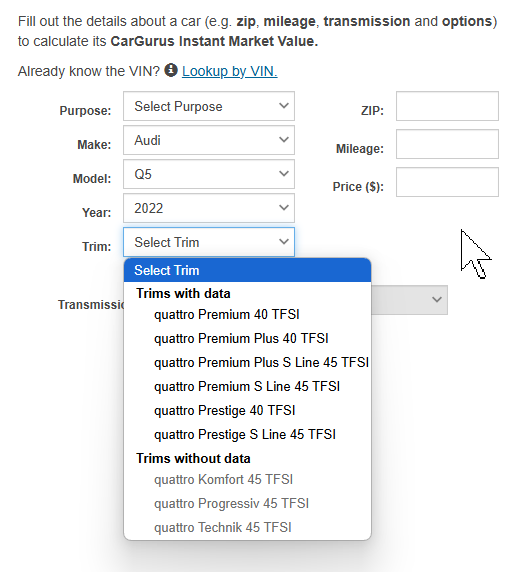 Fill out the details about a car (e.g. zip, mileage, transmission and options)
to calculate its CarGurus Instant Market Value.
Already know the VIN? Lookup by VIN.
Purpose: Select Purpose
ZIP:
Make: Audi
Mileage:
Model: Q5
Price ($):
Year: 2022
Trim: Select Trim
Select Trim
Trims with data
quattro Premium 40 TFSI
Transmissio
quattro Premium Plus 40 TFSI
quattro Premium Plus S Line 45 TFSI
quattro Premium S Line 45 TFSI
quattro Prestige 40 TFSI
quattro Prestige S Line 45 TFSI
Trims without data
quattro Komfort 45 TFSI
quattro Progressiv 45 TFSI
quattro Technik 45 TFSI